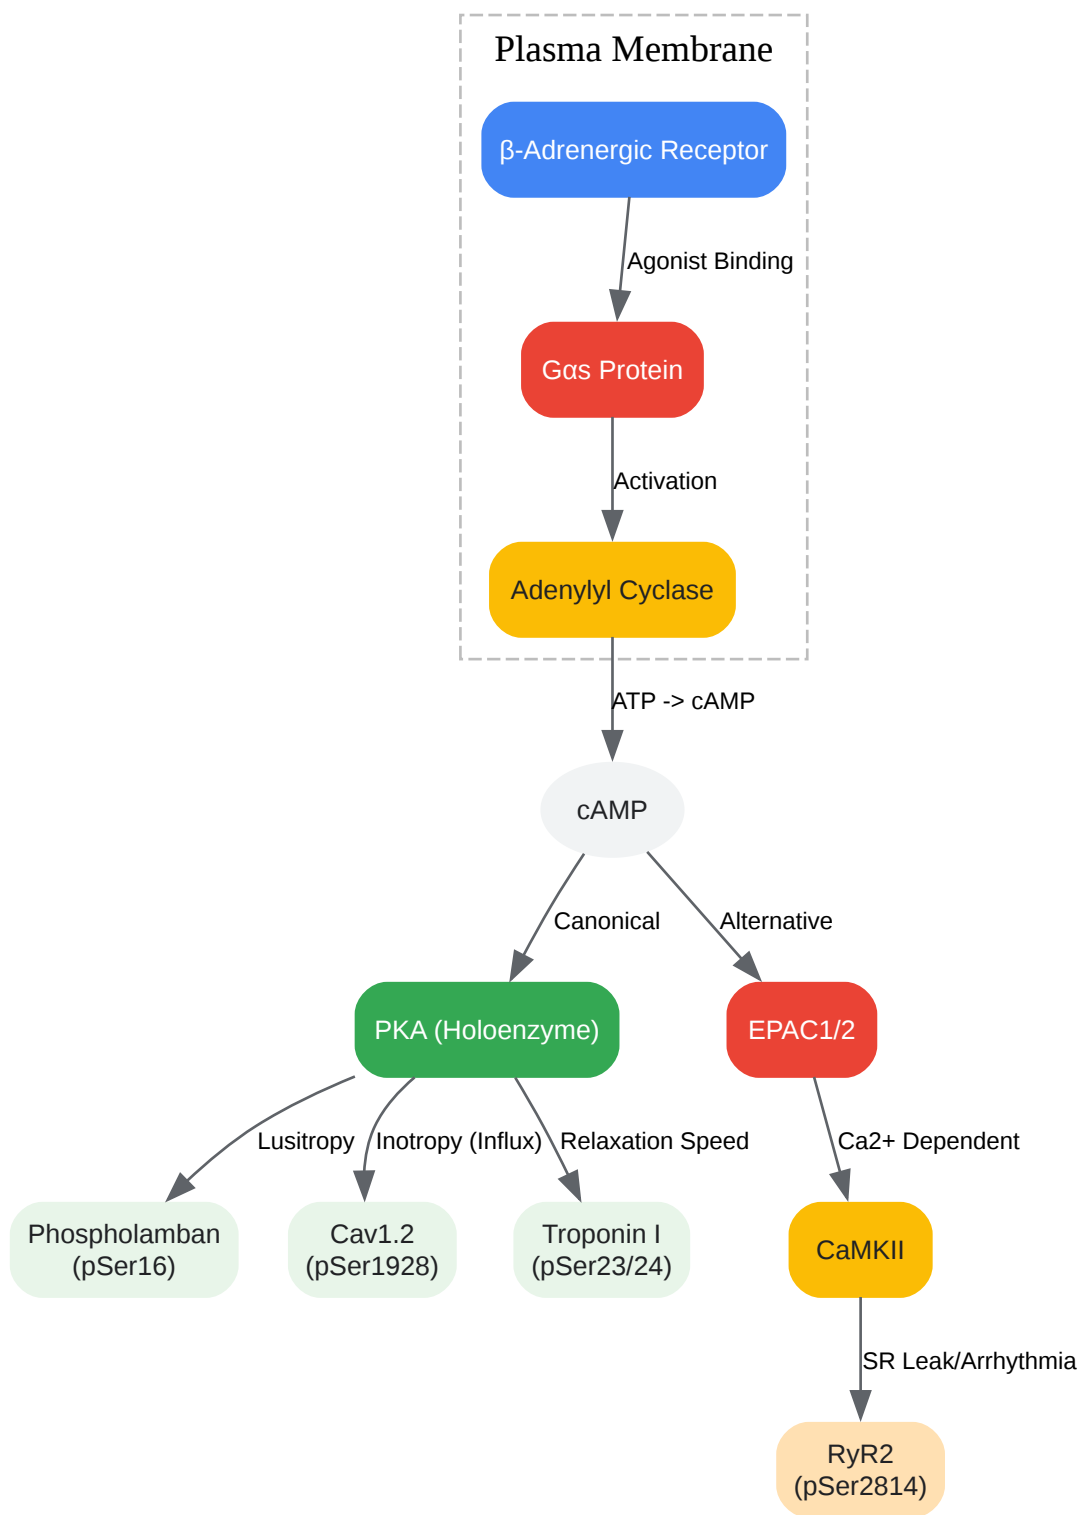 Plasma Membrane
β-Adrenergic Receptor
Agonist Binding
Gαs Protein
Activation
Adenylyl Cyclase
ATP -> cAMP
cAMP
Canonical
Alternative
PKA (Holoenzyme)
EPAC1/2
Lusitropy
Inotropy (Influx)
Relaxation Speed
Ca2+ Dependent
Phospholamban
(pSer16)
Cav1.2
(pSer1928)
Troponin I
(pSer23/24)
CaMKII
SR Leak/Arrhythmia
RyR2
(pSer2814)